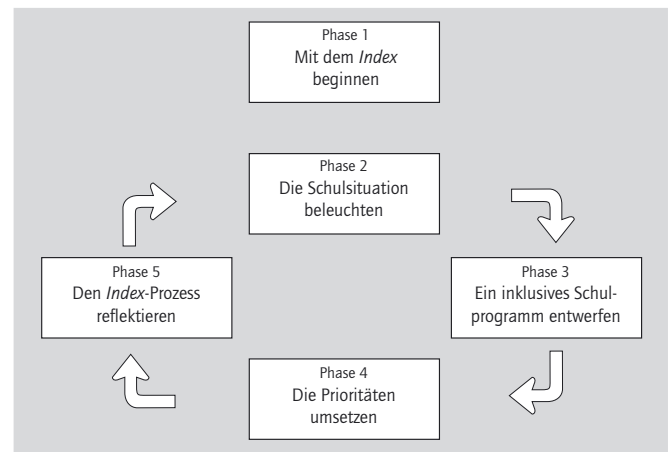 Phase 1
Mit dem Index
beginnen
Phase 2
Die Schulsituation
beleuchten
Phase 5
Den Index-Prozess
reflektieren
Phase 3
Ein inklusives Schul-
programm entwerfen
Phase 4
Die Prioritäten
umsetzen